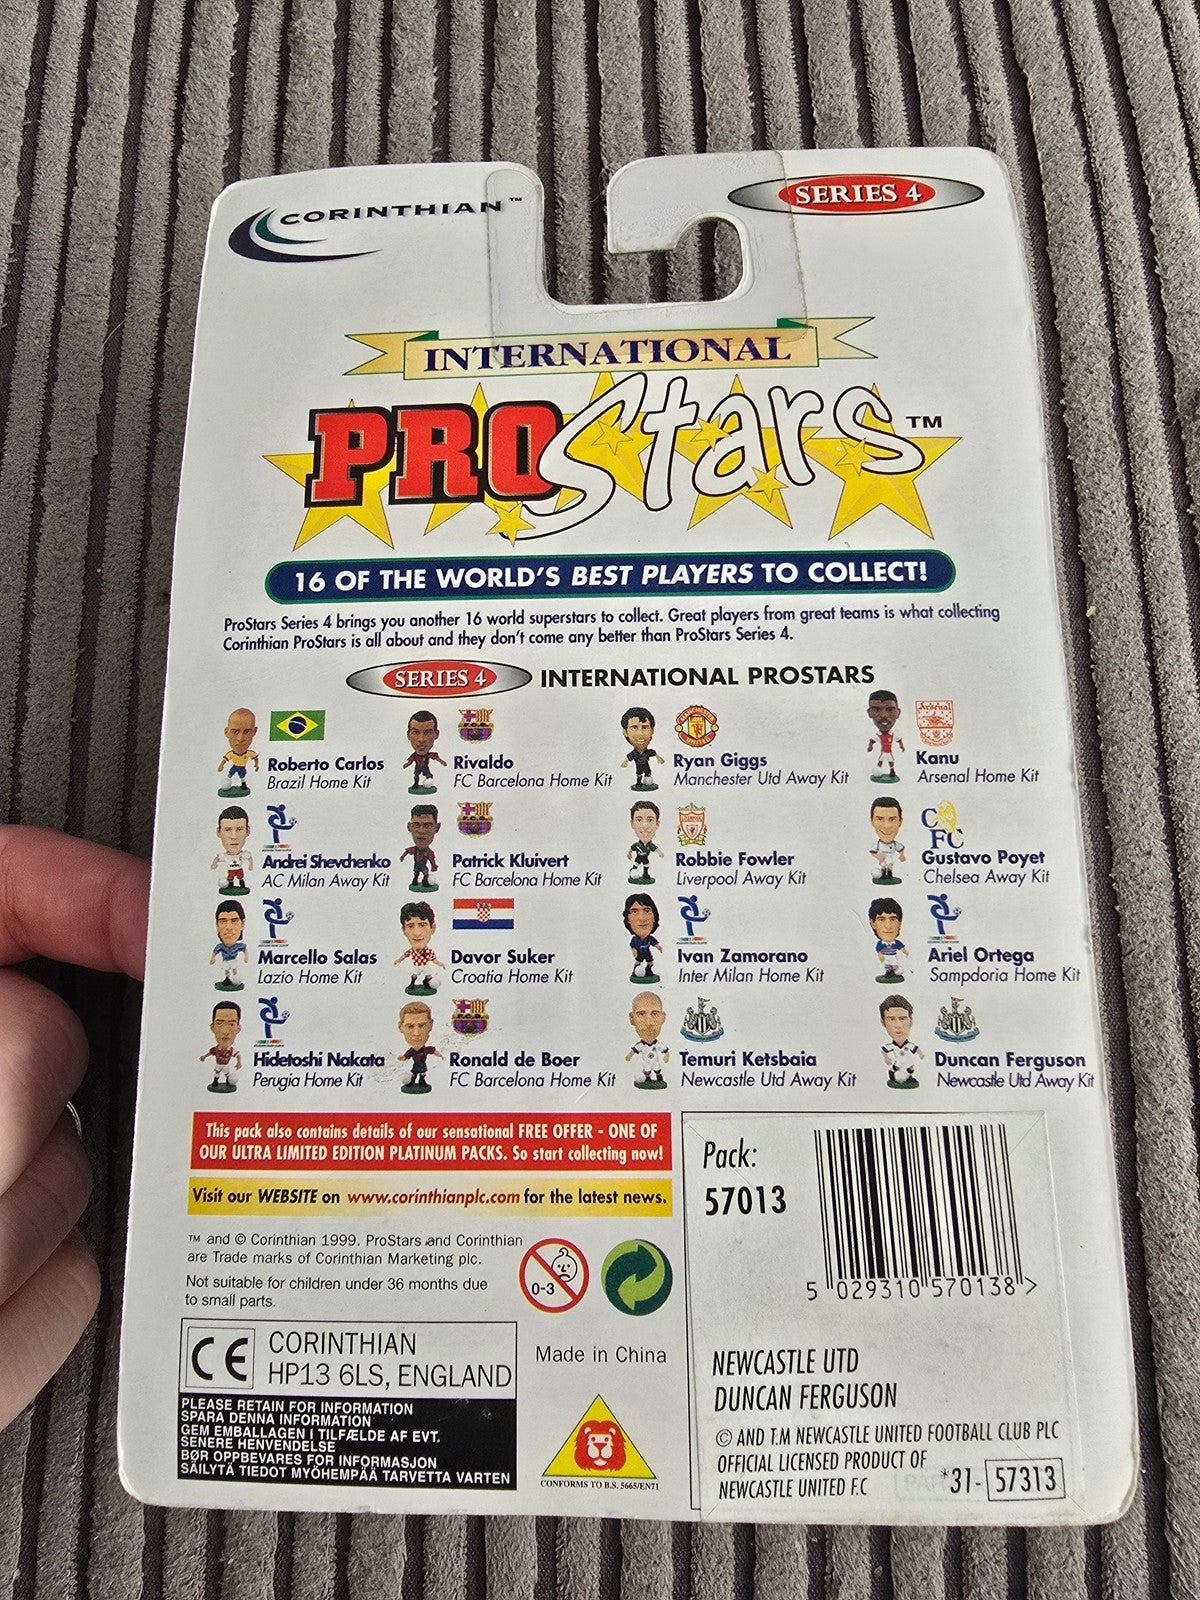 CORINTHIAN™
SERIES 4
INTERNATIONAL
PROStars™
16 OF THE WORLD'S BEST PLAYERS TO COLLECT!
ProStars Series 4 brings you another 16 world superstars to collect. Great players from great teams is what collecting
Corinthian ProStars is all about and they don't come any better than ProStars Series 4.
SERIES 4 INTERNATIONAL PROSTARS
Roberto Carlos
Brazil Home Kit
Rivaldo
FC Barcelona Home Kit
MANCHESTER
UNITED
Ryan Giggs
Manchester Utd Away Kit
Arsenal
Kanu
Arsenal Home Kit
Andrei Shevchenko
AC Milan Away Kit
Patrick Kluivert
FC Barcelona Home Kit
Robbie Fowler
Liverpool Away Kit
CFC
Gustavo Poyet
Chelsea Away Kit
Marcello Salas
Lazio Home Kit
Davor Suker
Croatia Home Kit
Ivan Zamorano
Inter Milan Home Kit
Ariel Ortega
Sampdoria Home Kit
Hidetoshi Nakata
Perugia Home Kit
Ronald de Boer
FC Barcelona Home Kit
Temuri Ketsbaia
Newcastle Utd Away Kit
Duncan Ferguson
Newcastle Utd Away Kit
This pack also contains details of our sensational FREE OFFER - ONE OF
OUR ULTRA LIMITED EDITION PLATINUM PACKS. So start collecting now!
Visit our WEBSITE on www.corinthianplc.com for the latest news.
™ and © Corinthian 1999. ProStars and Corinthian
are Trade marks of Corinthian Marketing plc.
Not suitable for children under 36 months due
to small parts.
0-3
CE
CORINTHIAN
HP13 6LS, ENGLAND
PLEASE RETAIN FOR INFORMATION
SPARA DENNA INFORMATION
GEM EMBALLAGEN I TILFÆLDE AF EVT.
SENERE HENVENDELSE
BØR OPPBEVARES FOR INFORMASJON
SÄILYTÄ TIEDOT MYÖHEMPÄÄ TARVETTA VARTEN
Made in China
CONFORMS TO B.S. 5665/EN71
Pack:
57013
5 029310 570138 >
NEWCASTLE UTD
DUNCAN FERGUSON
© AND T.M NEWCASTLE UNITED FOOTBALL CLUB PLC
OFFICIAL LICENSED PRODUCT OF
NEWCASTLE UNITED F.C
*31- 57313